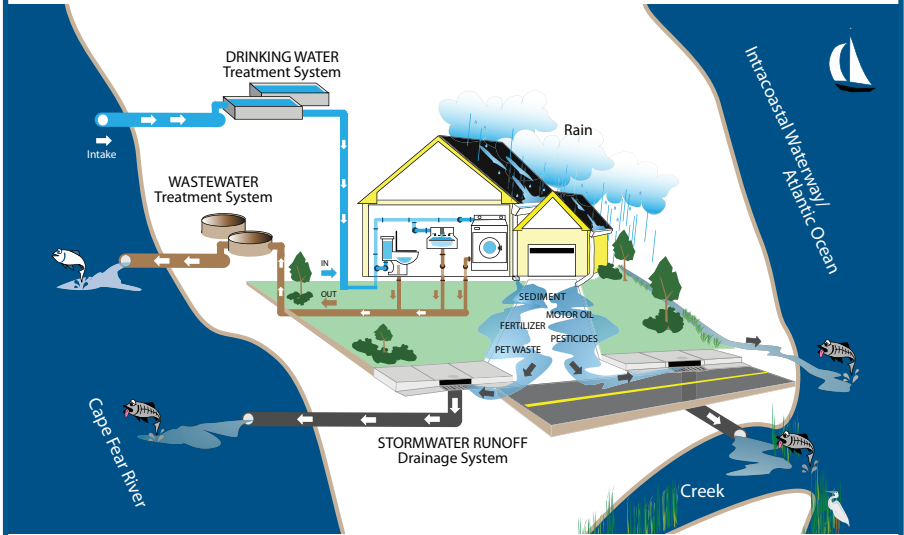 DRINKING WATER
Treatment System
Intake
WASTEWATER
Treatment System
Rain
Intracoastal Waterway/
Atlantic Ocean
IN
OUT
SEDIMENT
MOTOR OIL
FERTILIZER
PESTICIDES
PET WASTE
Cape Fear River
STORMWATER RUNOFF
Drainage System
Creek